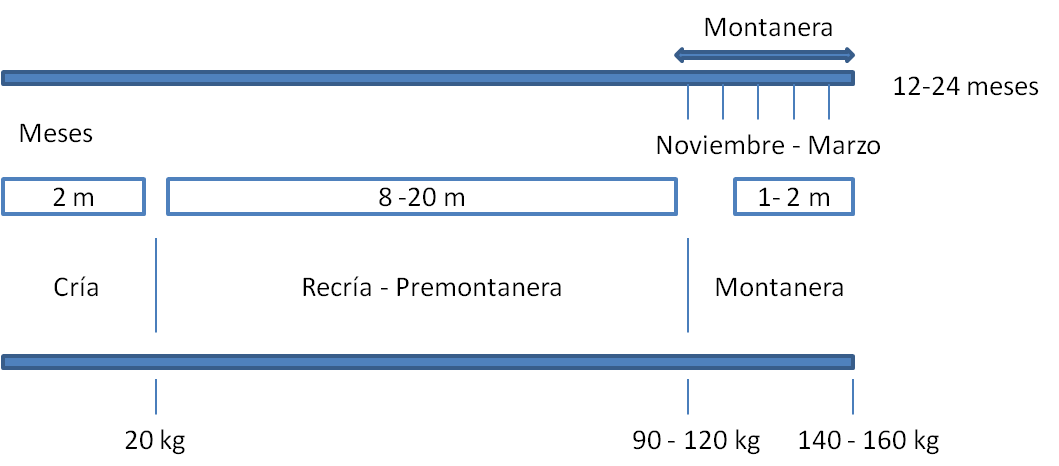 Montanera
12-24 meses
Meses
Noviembre - Marzo
2 m
8 -20 m
1- 2 m
Cría
Recría - Premontanera
Montanera
20 kg
90 - 120 kg
140 - 160 kg